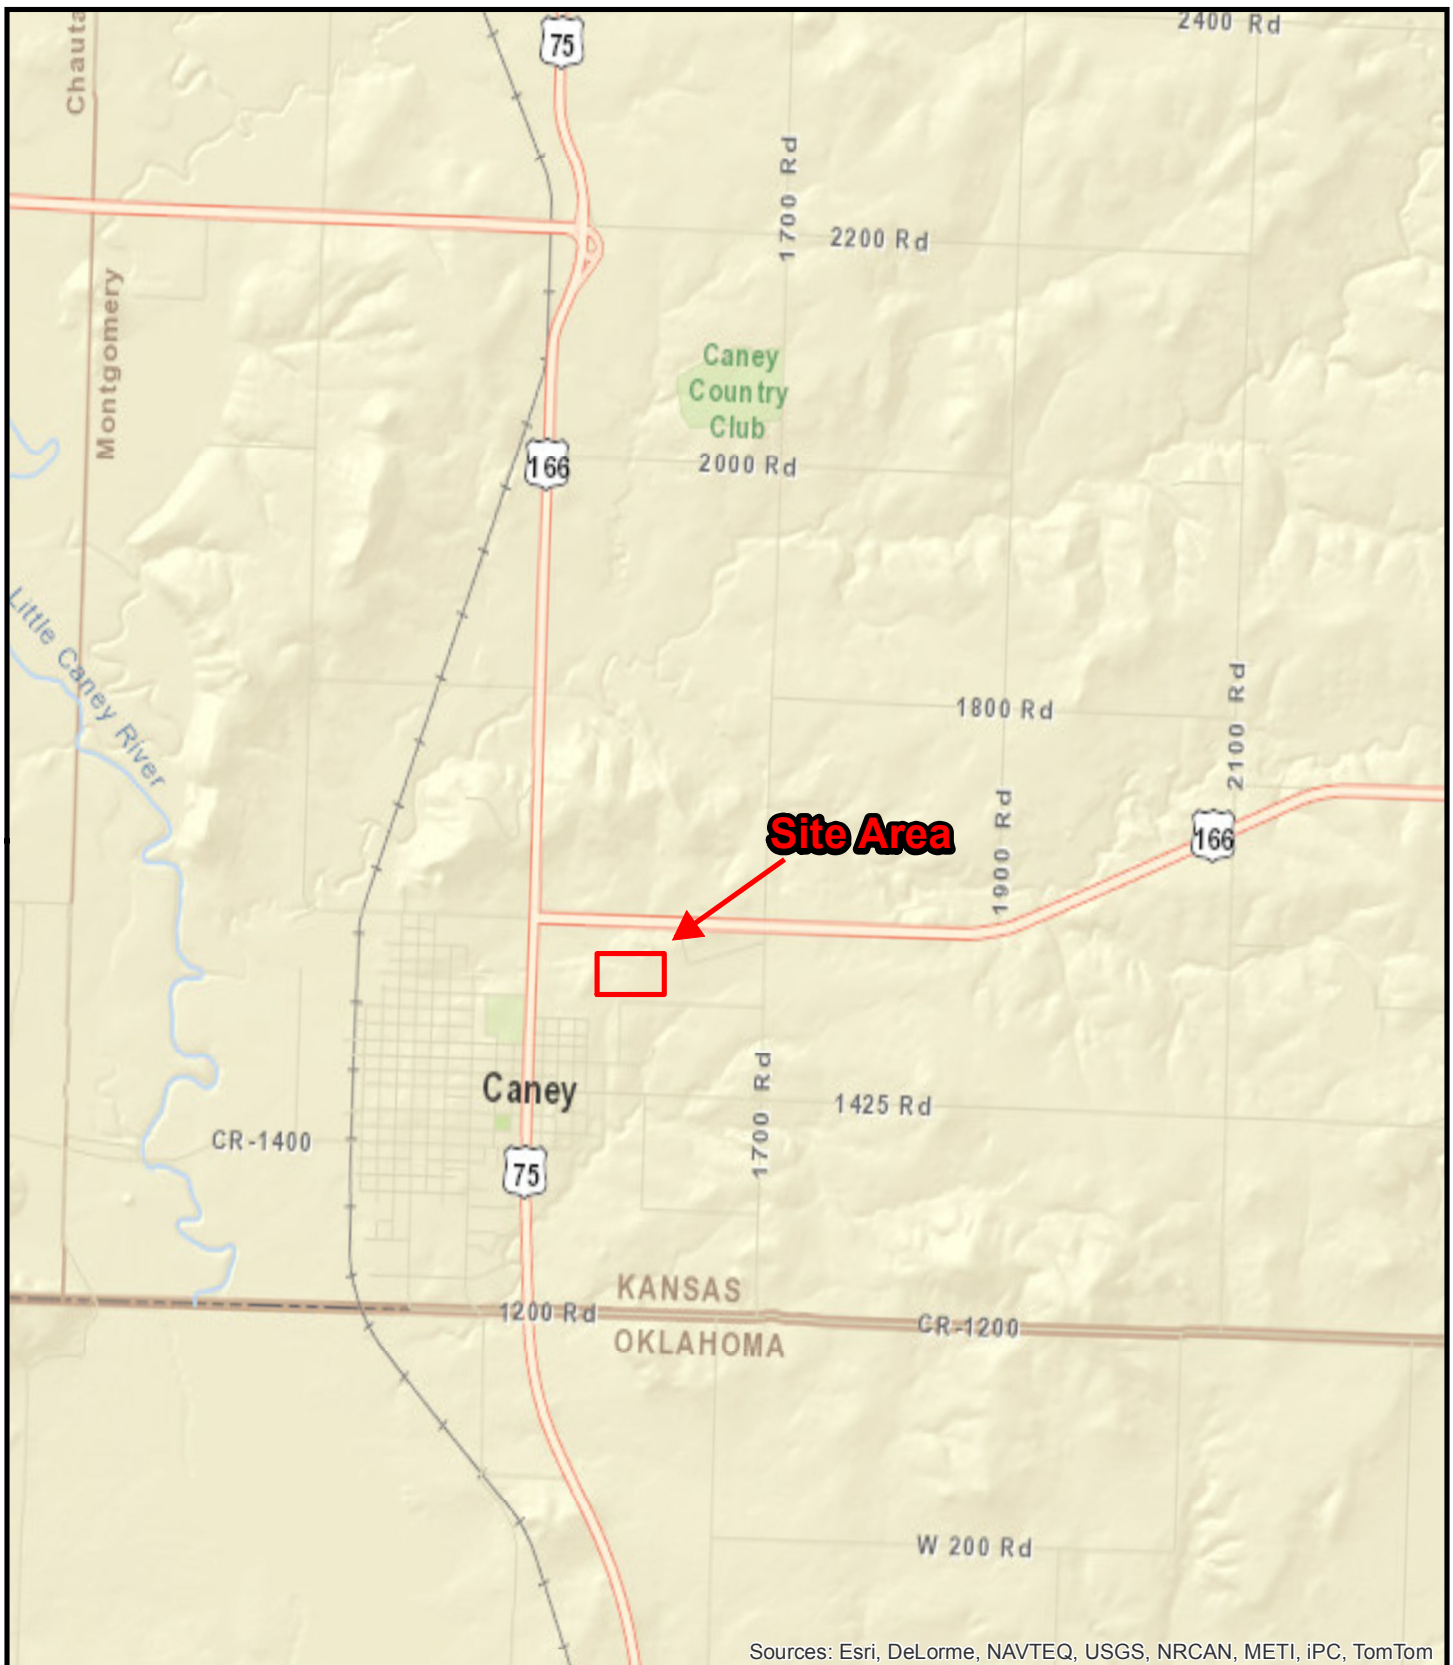 2400 Rd
75
Chauta
1700 Rd
2200 Rd
Montgomery
Caney
Country
Club
166
2000 Rd
Little Caney River
1800 Rd
2100 Rd
Site Area
1900 Rd
166
Caney
1700 Rd
1425 Rd
CR-1400
75
KANSAS
1200 Rd
CR-1200
OKLAHOMA
W 200 Rd
Sources: Esri, DeLorme, NAVTEQ, USGS, NRCAN, METI, iPC, TomTom